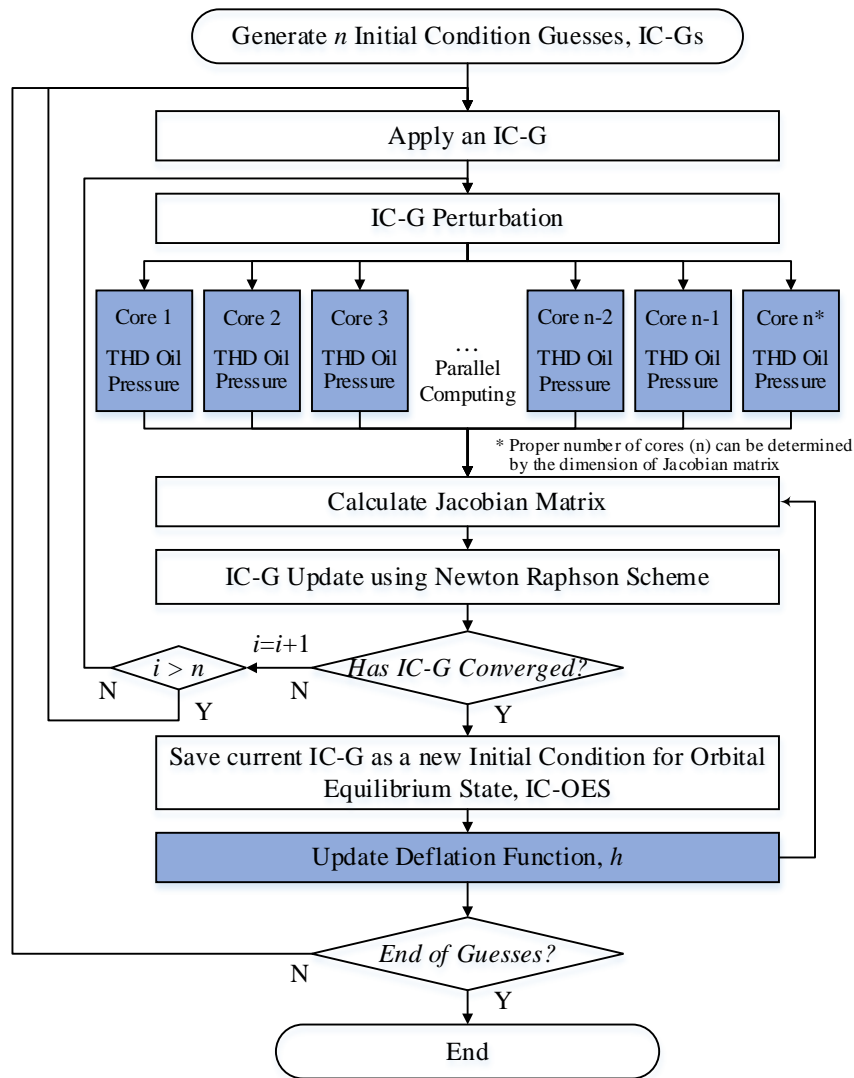 Generate n Initial Condition Guesses, IC-Gs
Apply an IC-G
IC-G Perturbation
Core 1
THD Oil
Pressure
Core 2
THD Oil
Pressure
Core 3
THD Oil
Pressure
…
Parallel
Computing
Core n-2
THD Oil
Pressure
Core n-1
THD Oil
Pressure
Core n*
THD Oil
Pressure
* Proper number of cores (n) can be determined
by the dimension of Jacobian matrix
Calculate Jacobian Matrix
IC-G Update using Newton Raphson Scheme
i=i+1
i > n
Has IC-G Converged?
N
N
Y
Y
Save current IC-G as a new Initial Condition for Orbital
Equilibrium State, IC-OES
Update Deflation Function, h
End of Guesses?
N
Y
End